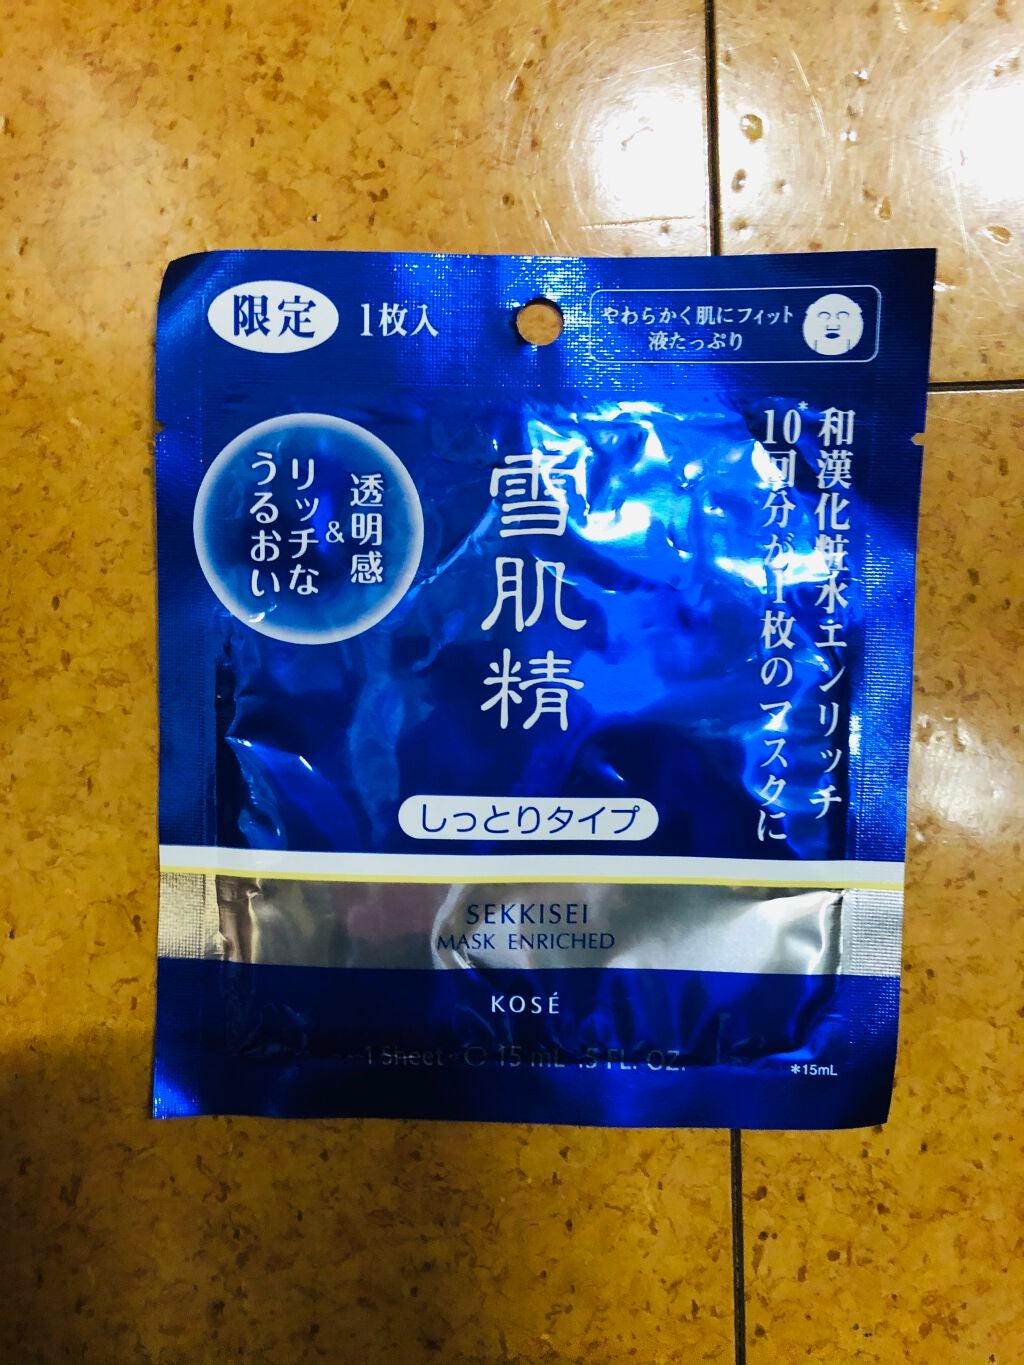 限定
1枚入
やわらかく肌にフィット
液たっぷり
和漢化粧水エンリッチ
10*回分が1枚のマスクに
透明感
&
リッチな
うるおい
雪肌精
しっとりタイプ
SEKKISEI
MASK ENRICHED
KOSÉ
1 Sheet 15 mL .5 FL. OZ.
*15mL